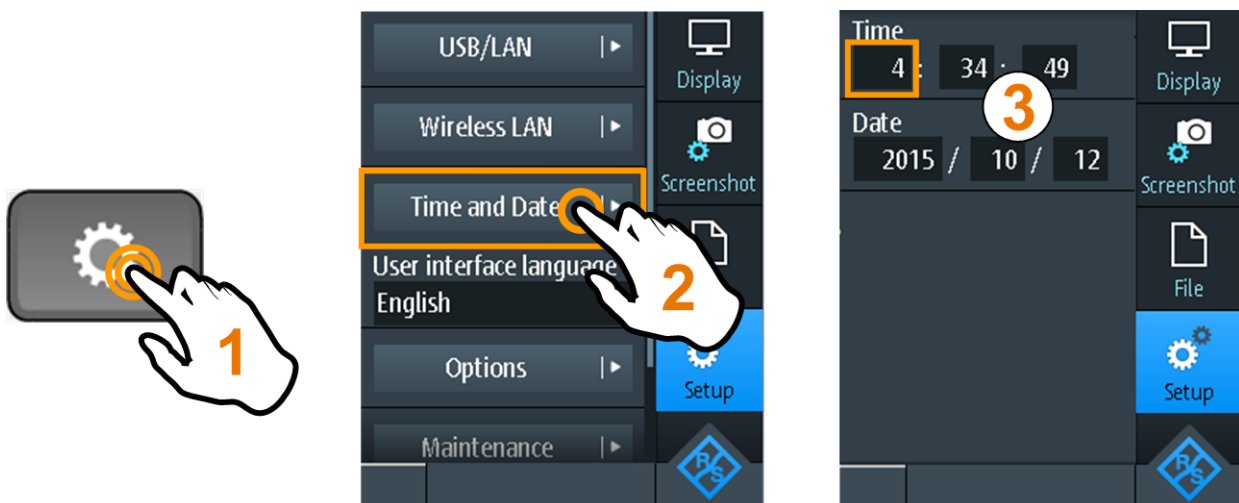 1
USB/LAN
Wireless LAN
Time and Date
User interface language
English
Options
Maintenance
Display
Screenshot
Setup
R&S
2
Time
4 : 34 : 49
Date
2015 / 10 / 12
3
Display
Screenshot
File
Setup
R&S